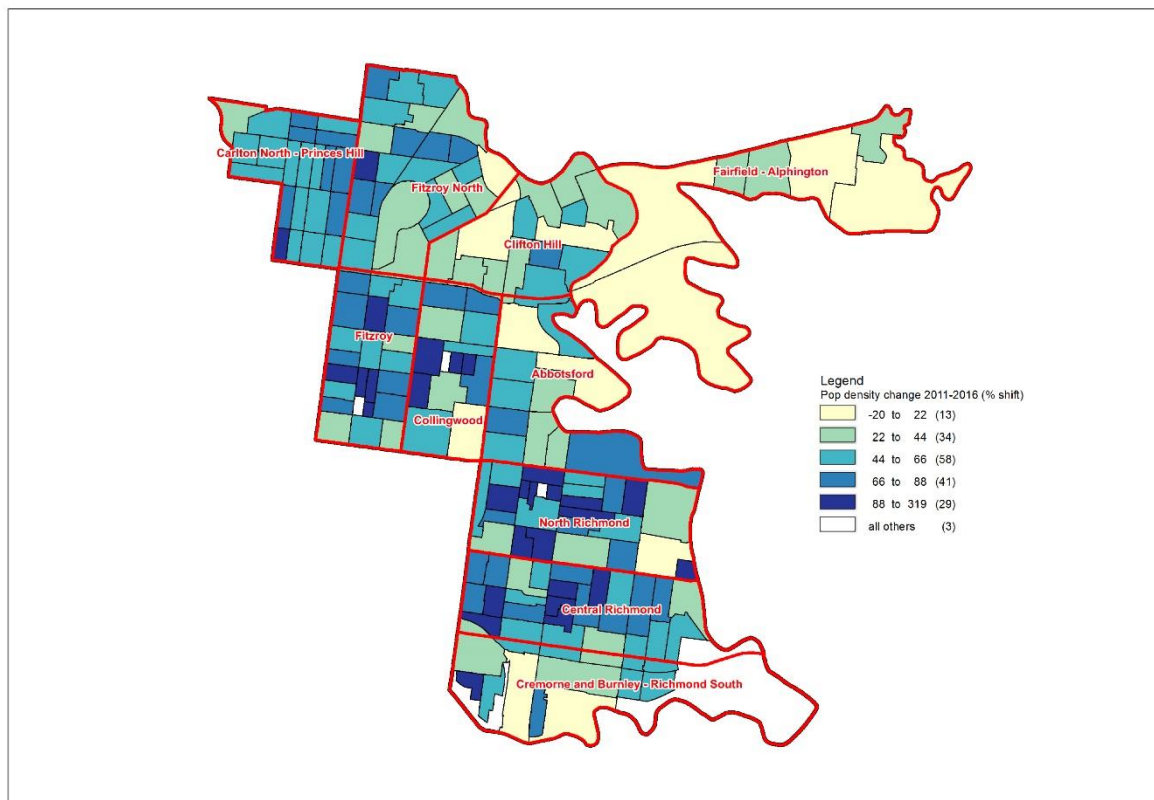 Carlton North - Princes Hill
Fairfield - Alphington
Fitzroy North
Clifton Hill
Fitzroy
Abbotsford
Collingwood
North Richmond
Central Richmond
Cremorne and Burnley - Richmond South
Legend
Pop density change 2011-2016 (% shift)
-20 to 22 (13)
22 to 44 (34)
44 to 66 (58)
66 to 88 (41)
88 to 319 (29)
all others (3)